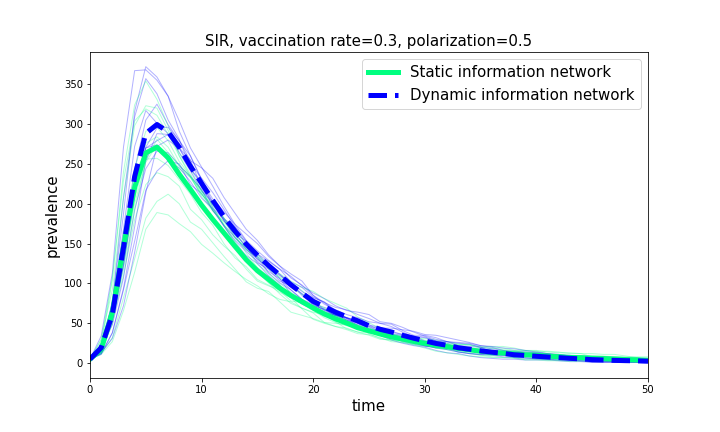 SIR, vaccination rate=0.3, polarization=0.5
Static information network
Dynamic information network
prevalence
350
300
250
200
150
100
50
0
0 10 20 30 40 50
time